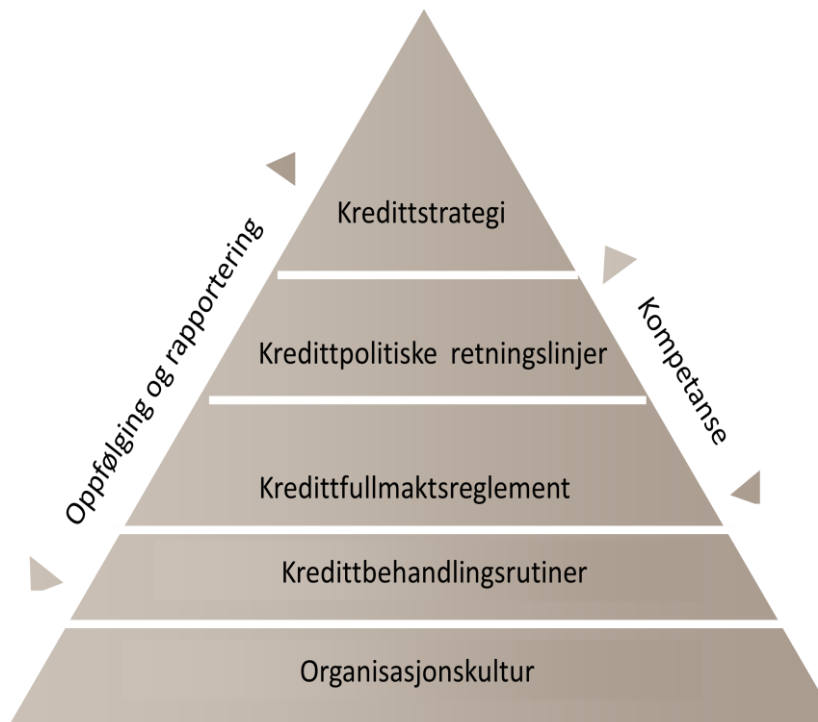 Kredittstrategi
Kredittpolitiske retningslinjer
Kredittfullmaktsreglement
Kredittbehandlingsrutiner
Organisasjonskultur
Oppfølging og rapportering
Kompetanse